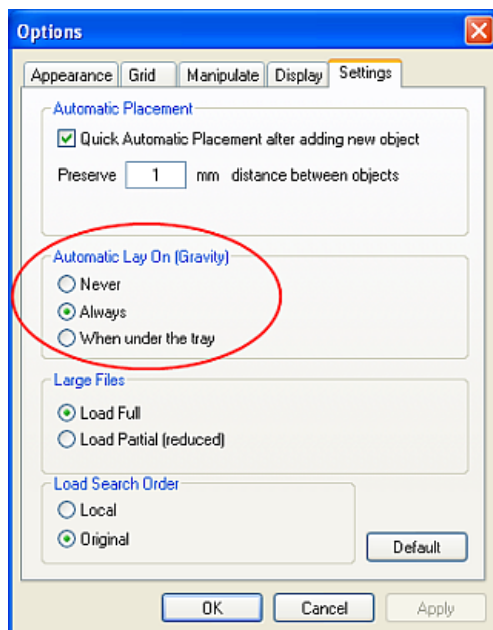 Options
Appearance Grid Manipulate Display Settings
Automatic Placement
Quick Automatic Placement after adding new object
Preserve 1 mm distance between objects
Automatic Lay On (Gravity)
Never
Always
When under the tray
Large Files
Load Full
Load Partial (reduced)
Load Search Order
Local
Original
Default
OK Cancel Apply